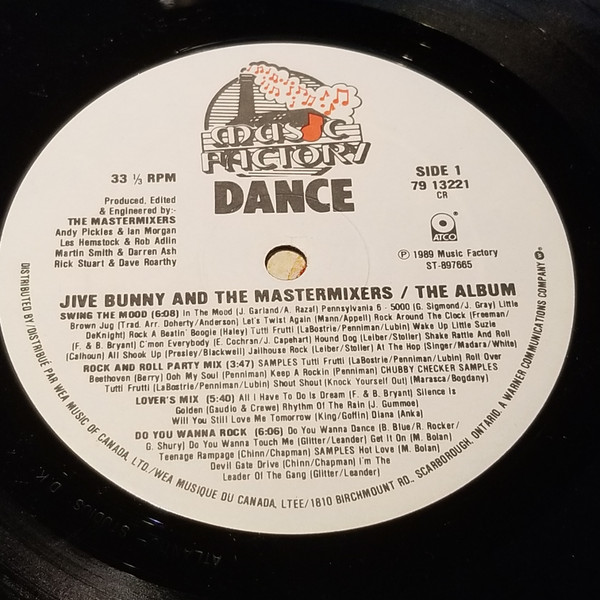 MUSIC
FACTORY
DANCE
33 ⅓ RPM
SIDE 1
79 13221
CR
Produced, Edited
& Engineered by:-
THE MASTERMIXERS
Andy Pickles & Ian Morgan
Les Hemstock & Rob Adlin
Martin Smith & Darren Ash
Rick Stuart & Dave Roarthy
ATCO
℗ 1989 Music Factory
ST-897665
JIVE BUNNY AND THE MASTERMIXERS / THE ALBUM
SWING THE MOOD (6:08) In The Mood (J. Garland/A. Razal) Pennsylvania 6 - 5000 (G. Sigmond/J. Gray) Little
Brown Jug (Trad. Arr. Doherty/Anderson) Let's Twist Again (Mann/Appell) Rock Around The Clock (Freeman/
DeKnight) Rock A Beatin' Boogie (Haley) Tutti Frutti (LaBostrie/Penniman/Lubin) Wake Up Little Suzie
(F. & B. Bryant) C'mon Everybody (E. Cochran/J. Capehart) Hound Dog (Leiber/Stoller) Shake Rattle And Roll
(Calhoun) All Shook Up (Presley/Blackwell) Jailhouse Rock (Leiber/Stoller) At The Hop (Singer/Madara/White)
ROCK AND ROLL PARTY MIX (3:47) SAMPLES Tutti Frutti (LaBostrie/Penniman/Lubin) Roll Over
Beethoven (Berry) Ooh My Soul (Penniman) Keep A Rockin (Penniman) CHUBBY CHECKER SAMPLES
Tutti Frutti (LaBostrie/Penniman/Lubin) Shout Shout (Knock Yourself Out) (Marasca/Bogdany)
LOVER'S MIX (5:40) All I Have To Do Is Dream (F. & B. Bryant) Silence Is
Golden (Gaudio & Crewe) Rhythm Of The Rain (J. Gummoe)
Will You Still Love Me Tomorrow (King/Goffin) Diana (Anka)
DO YOU WANNA ROCK (6:06) Do You Wanna Dance (B. Blue/R. Rocker/
G. Shury) Do You Wanna Touch Me (Glitter/Leander) Get It On (M. Bolan)
Teenage Rampage (Chinn/Chapman) SAMPLES Hot Love (M. Bolan)
Devil Gate Drive (Chinn/Chapman) I'm The
Leader Of The Gang (Glitter/Leander)
DISTRIBUTED BY/DISTRIBUÉ PAR WEA MUSIC OF CANADA, LTD./WEA MUSIQUE DU CANADA, LTEE/1810 BIRCHMOUNT RD., SCARBOROUGH, ONTARIO. A WARNER COMMUNICATIONS COMPANY